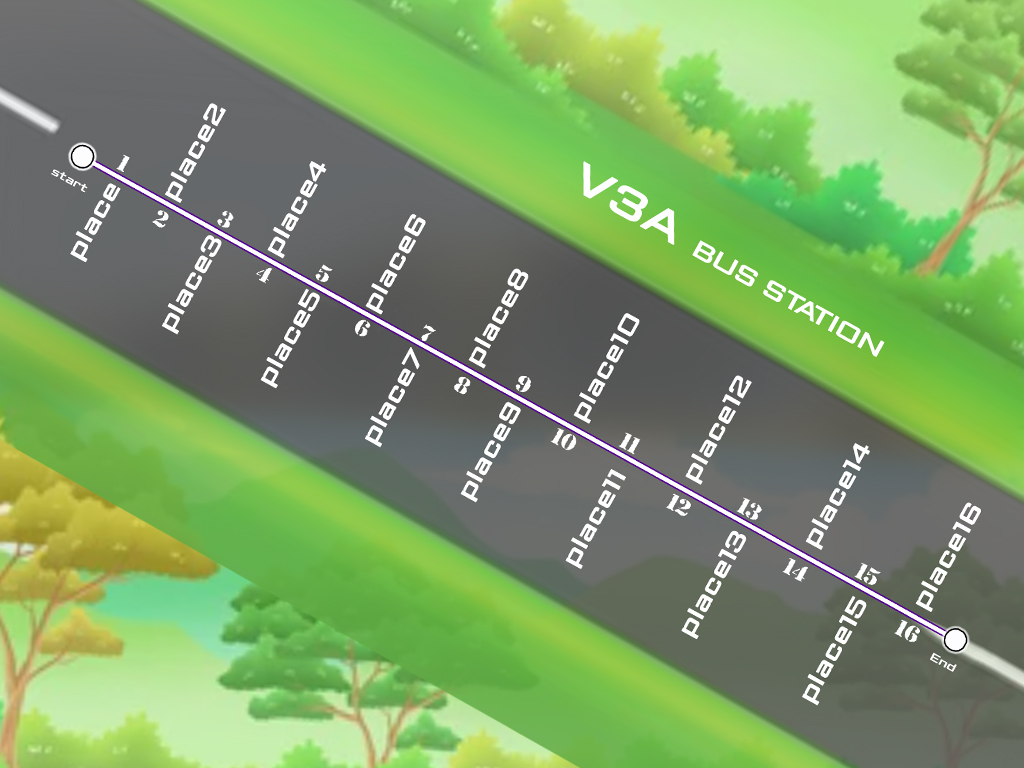 V3A BUS STATION
start
1 place
2 place2
3 place3
4 place4
5 place5
6 place6
7 place7
8 place8
9 place9
10 place10
11 place11
12 place12
13 place13
14 place14
15 place15
16 place16
End